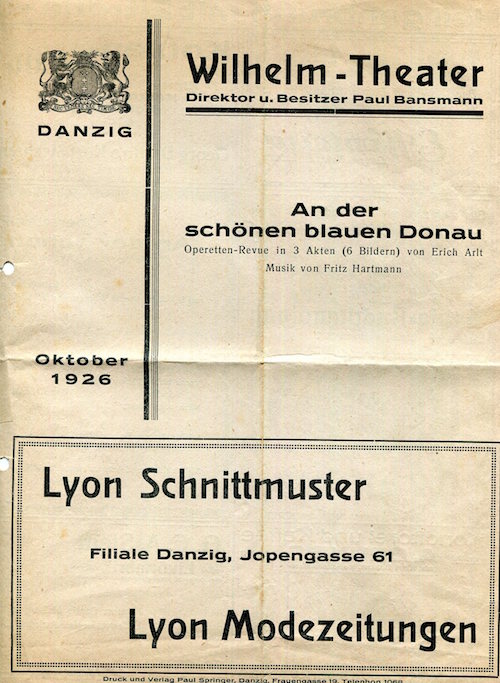 DANZIG
Wilhelm-Theater
Direktor u. Besitzer Paul Bansmann
An der
schönen blauen Donau
Operetten-Revue in 3 Akten (6 Bildern) von Erich Arlt
Musik von Fritz Hartmann
Oktober
1926
Lyon Schnittmuster
Filiale Danzig, Jopengasse 61
Lyon Modezeitungen
Druck und Verlag Paul Springer, Danzig, Frauengasse 19, Telephon 1068